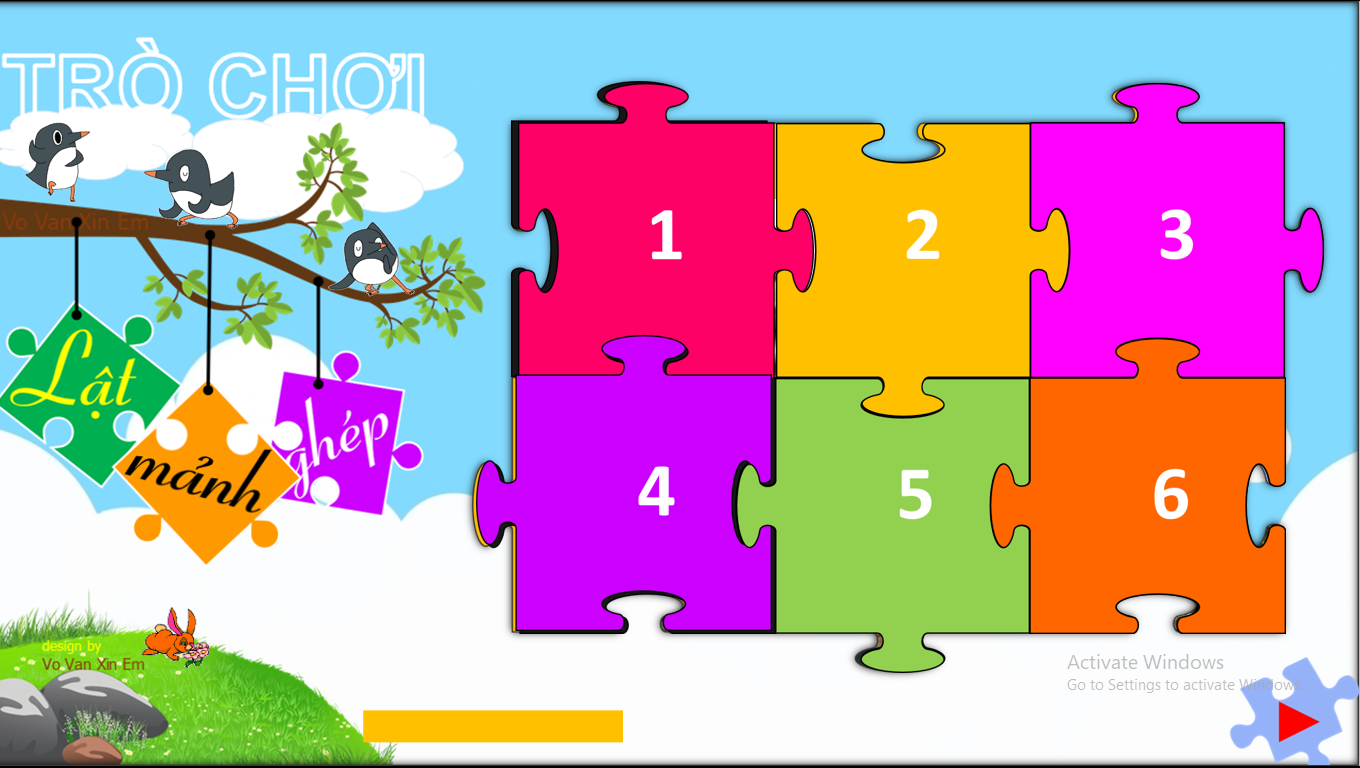 TRÒ CHƠI
Vo Van Xin Em
Lật
mảnh
ghép
1
2
3
4
5
6
design by
Vo Van Xin Em
Activate Windows
Go to Settings to activate Windows.